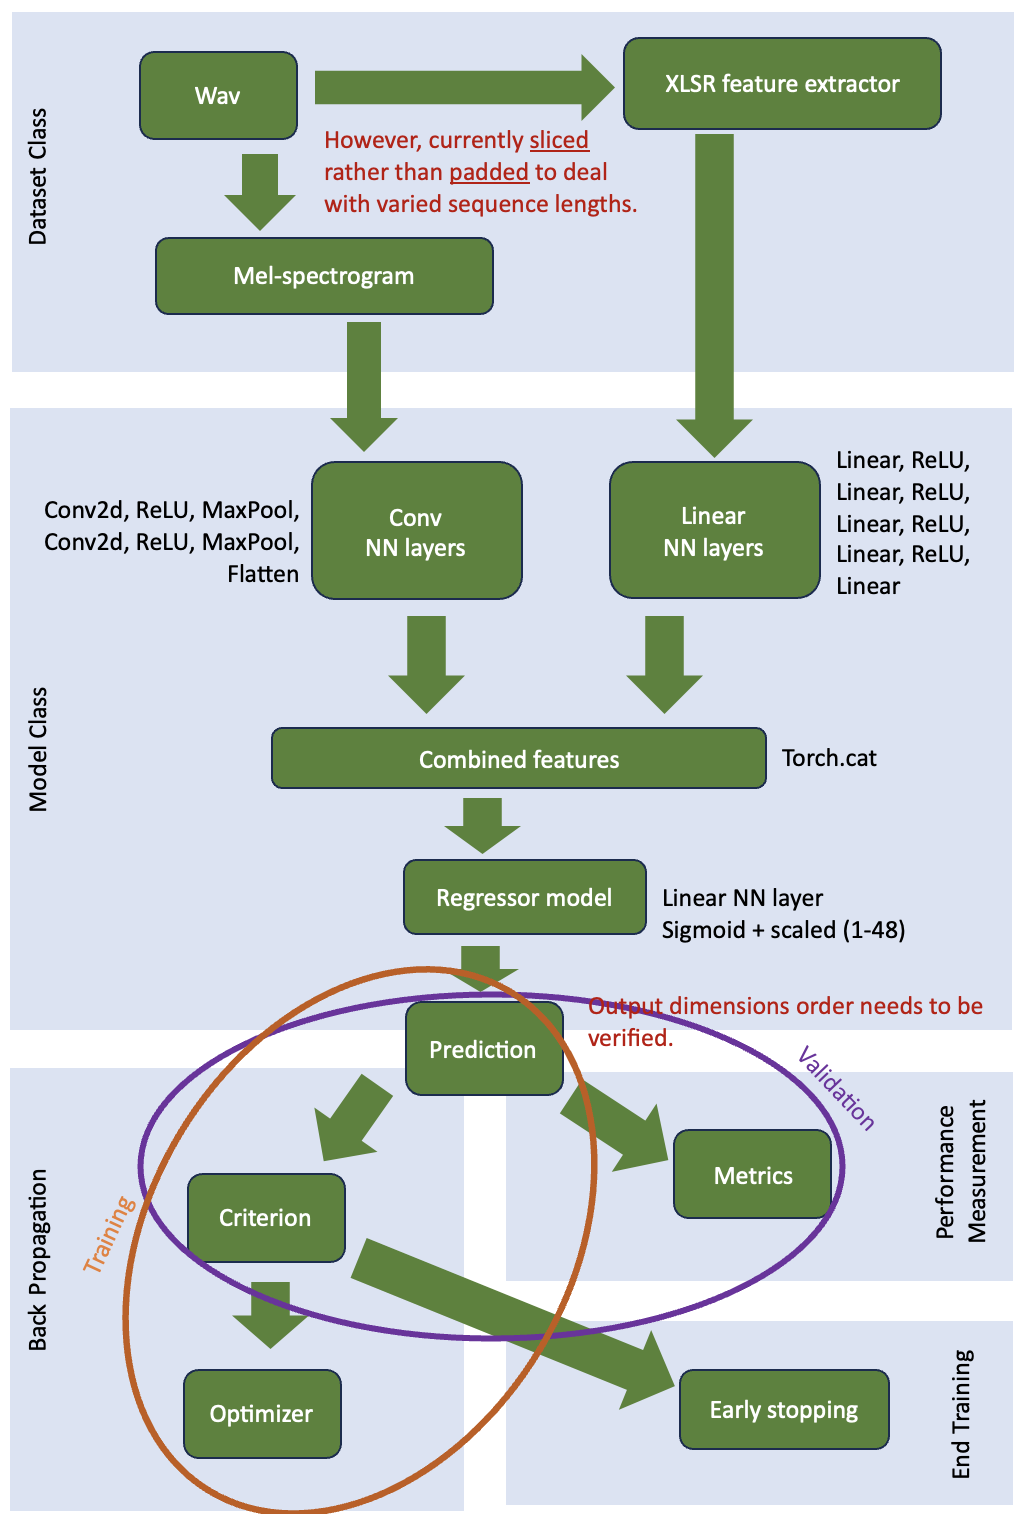 Dataset Class
Wav
XLSR feature extractor
However, currently sliced
rather than padded to deal
with varied sequence lengths.
Mel-spectrogram
Model Class
Conv2d, ReLU, MaxPool,
Conv2d, ReLU, MaxPool,
Flatten
Conv
NN layers
Linear
NN layers
Linear, ReLU,
Linear, ReLU,
Linear, ReLU,
Linear, ReLU,
Linear
Combined features
Torch.cat
Regressor model
Linear NN layer
Sigmoid + scaled (1-48)
Output dimensions order needs to be
verified.
Prediction
Validation
Training
Back Propagation
Criterion
Metrics
Performance
Measurement
Optimizer
Early stopping
End Training